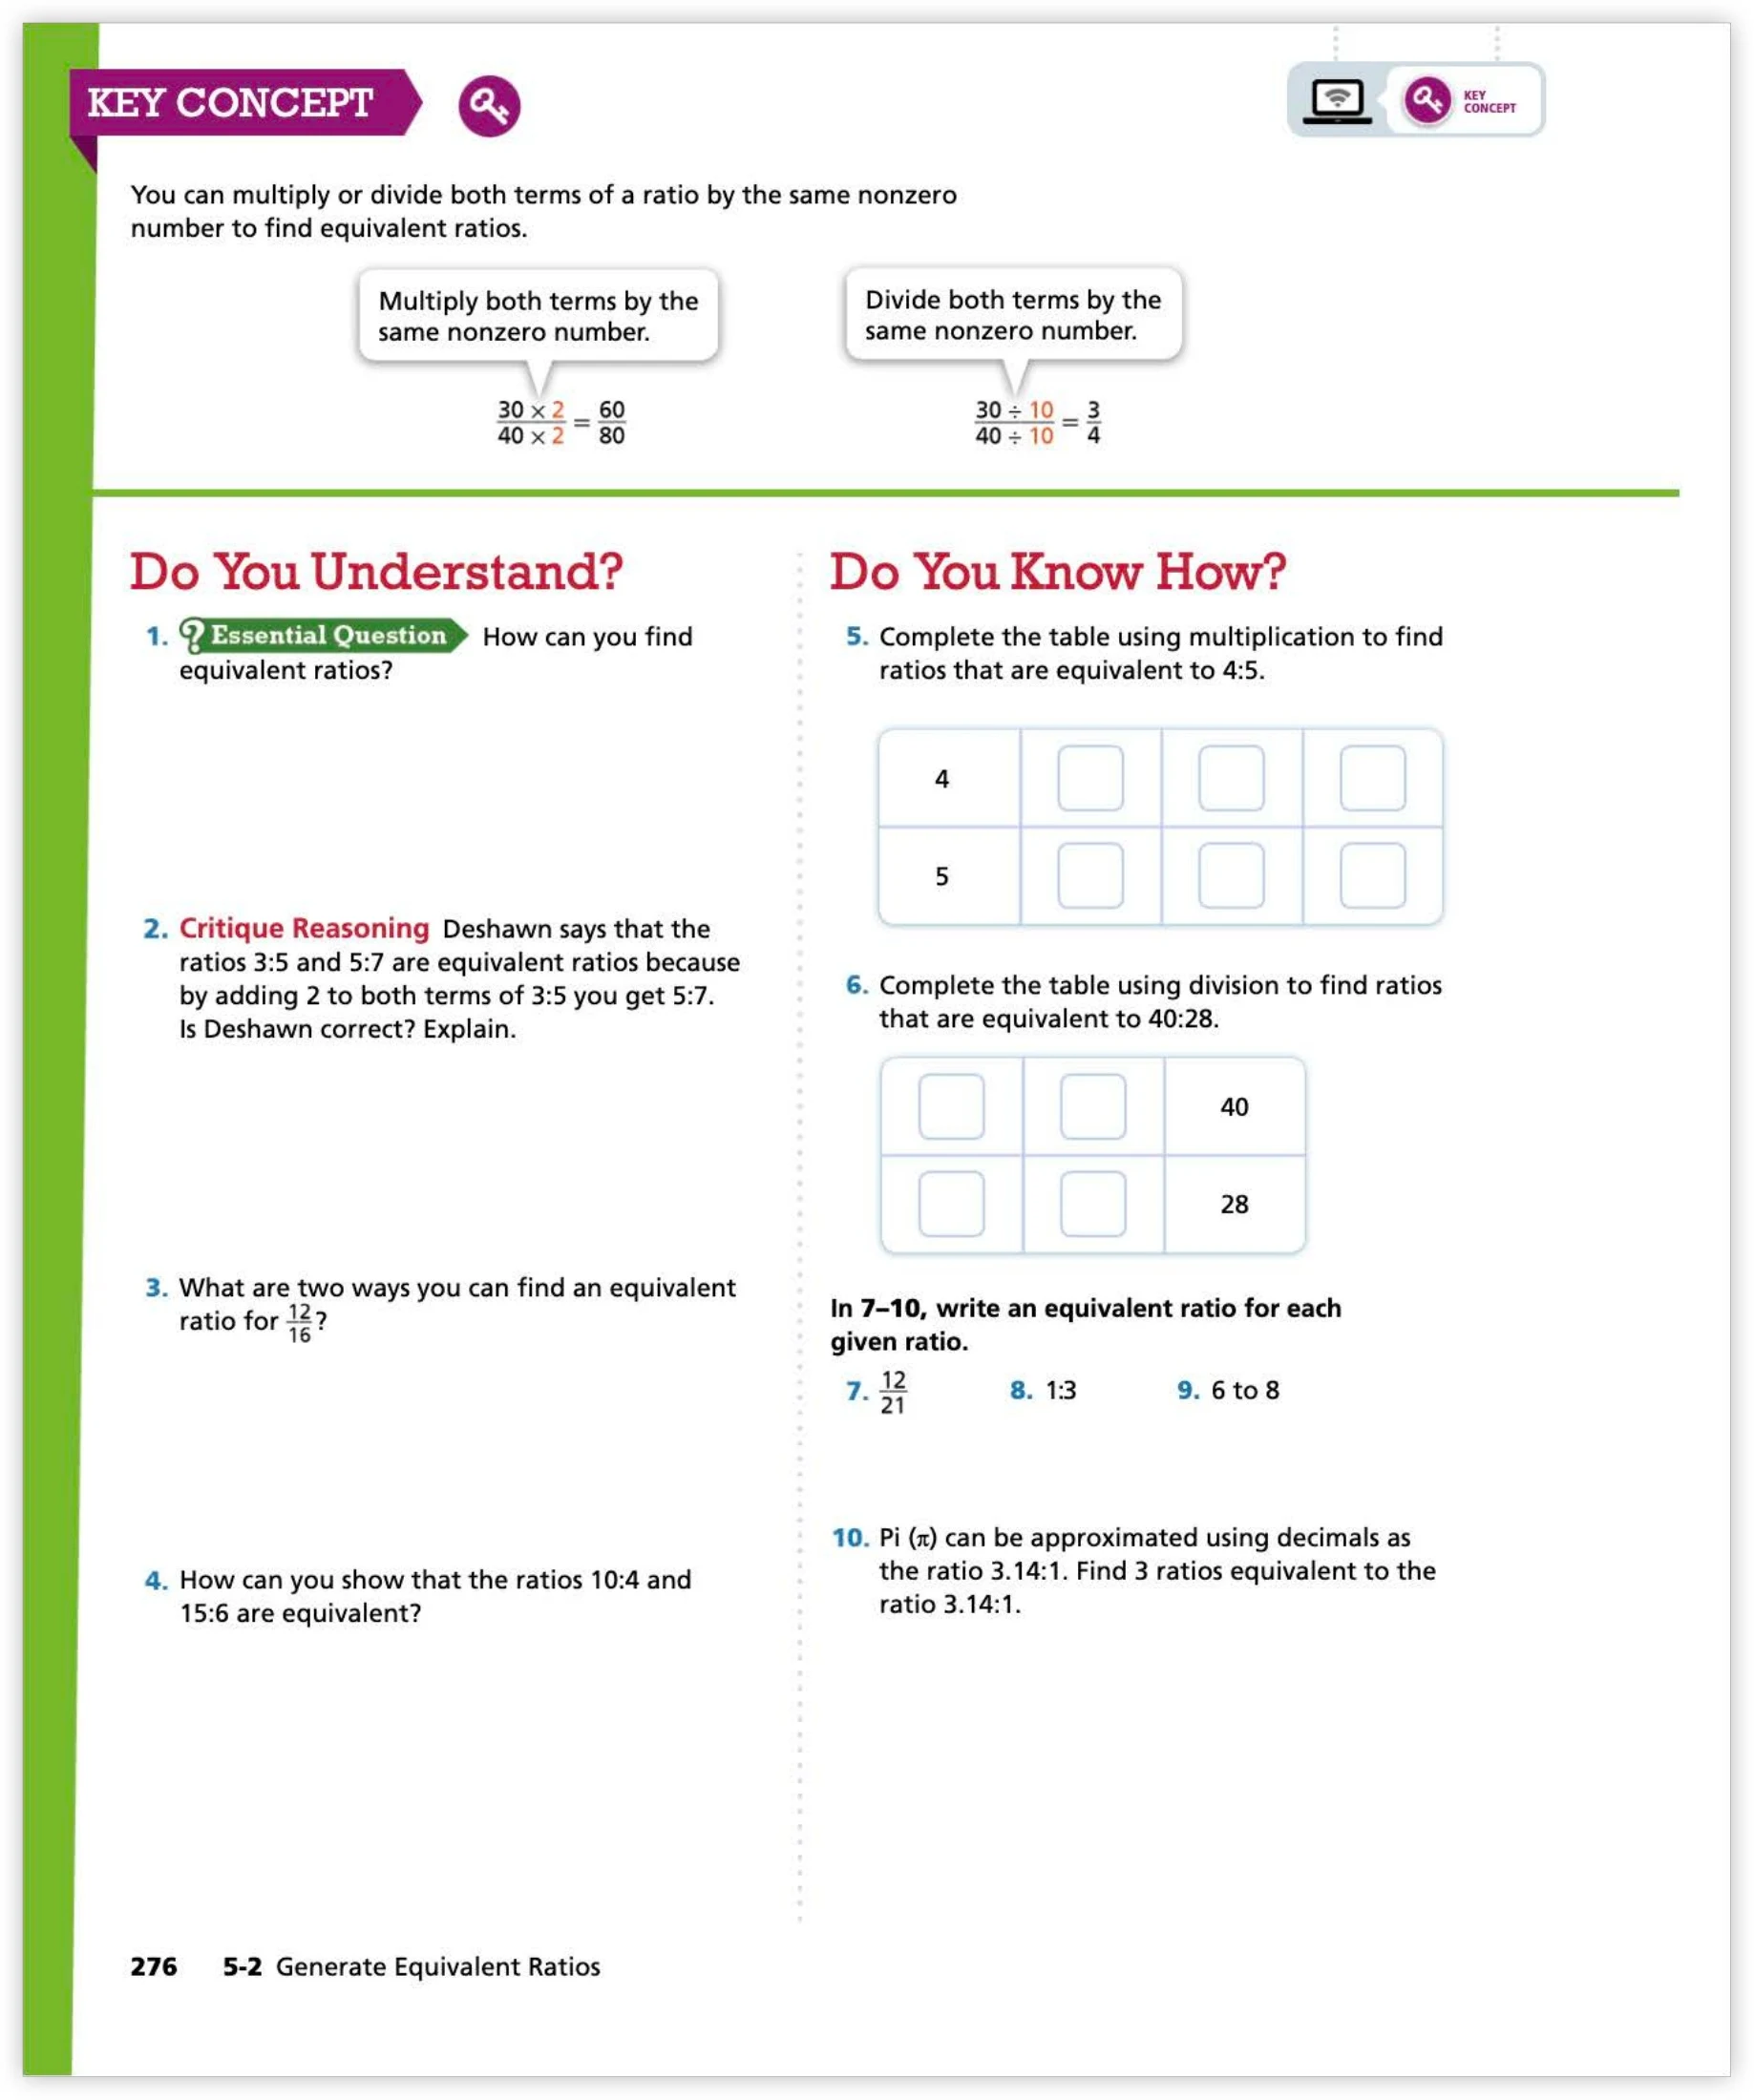 KEY CONCEPT
KEY
CONCEPT
You can multiply or divide both terms of a ratio by the same nonzero
number to find equivalent ratios.
Multiply both terms by the
same nonzero number.
30 × 2 / 40 × 2 = 60 / 80
Divide both terms by the
same nonzero number.
30 ÷ 10 / 40 ÷ 10 = 3 / 4
Do You Understand?
1. ? Essential Question How can you find
equivalent ratios?
2. Critique Reasoning Deshawn says that the
ratios 3:5 and 5:7 are equivalent ratios because
by adding 2 to both terms of 3:5 you get 5:7.
Is Deshawn correct? Explain.
3. What are two ways you can find an equivalent
ratio for 12/16?
4. How can you show that the ratios 10:4 and
15:6 are equivalent?
Do You Know How?
5. Complete the table using multiplication to find
ratios that are equivalent to 4:5.
4
5
6. Complete the table using division to find ratios
that are equivalent to 40:28.
40
28
In 7–10, write an equivalent ratio for each
given ratio.
7. 12/21 8. 1:3 9. 6 to 8
10. Pi (π) can be approximated using decimals as
the ratio 3.14:1. Find 3 ratios equivalent to the
ratio 3.14:1.
276 5-2 Generate Equivalent Ratios